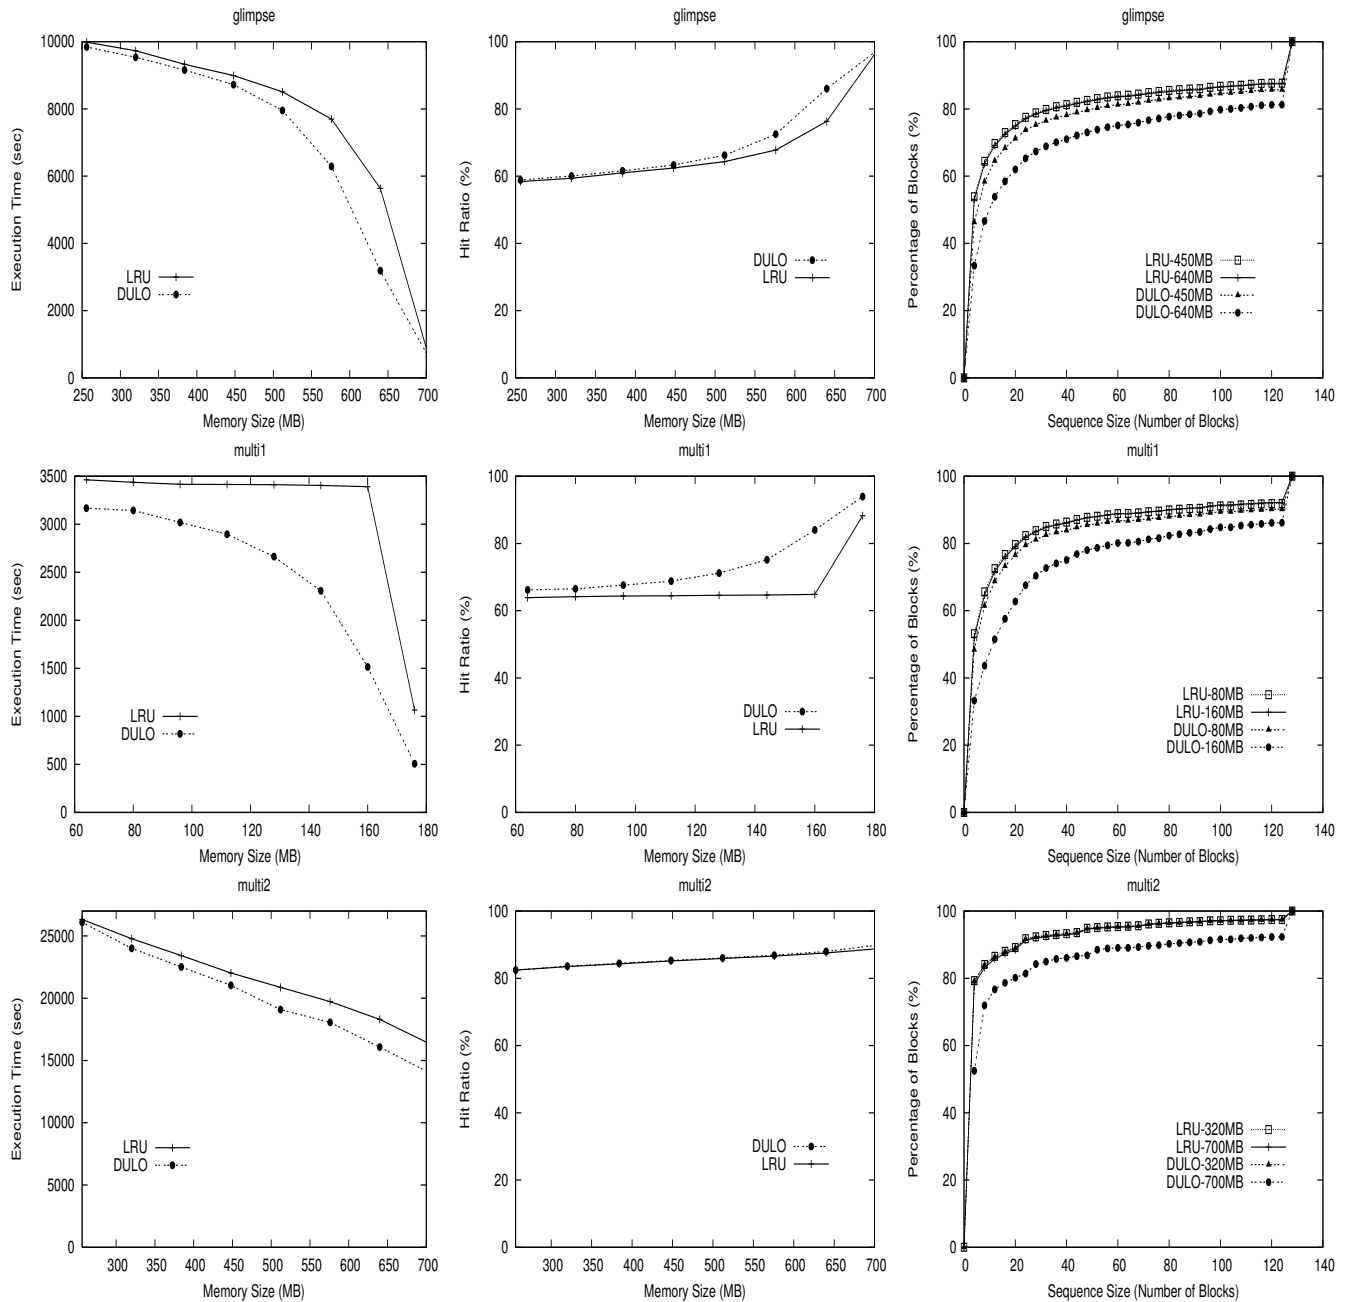 glimpse
10000
8000
6000
4000
2000
0
Execution Time (sec)
LRU
DULO
250 300 350 400 450 500 550 600 650 700
Memory Size (MB)
glimpse
100
80
60
40
20
0
Hit Ratio (%)
DULO
LRU
250 300 350 400 450 500 550 600 650 700
Memory Size (MB)
glimpse
100
80
60
40
20
0
Percentage of Blocks (%)
LRU-450MB
LRU-640MB
DULO-450MB
DULO-640MB
0 20 40 60 80 100 120 140
Sequence Size (Number of Blocks)
multi1
3500
3000
2500
2000
1500
1000
500
0
Execution Time (sec)
LRU
DULO
60 80 100 120 140 160 180
Memory Size (MB)
multi1
100
80
60
40
20
0
Hit Ratio (%)
DULO
LRU
60 80 100 120 140 160 180
Memory Size (MB)
multi1
100
80
60
40
20
0
Percentage of Blocks (%)
LRU-80MB
LRU-160MB
DULO-80MB
DULO-160MB
0 20 40 60 80 100 120 140
Sequence Size (Number of Blocks)
multi2
25000
20000
15000
10000
5000
0
Execution Time (sec)
LRU
DULO
300 350 400 450 500 550 600 650 700
Memory Size (MB)
multi2
100
80
60
40
20
0
Hit Ratio (%)
DULO
LRU
300 350 400 450 500 550 600 650 700
Memory Size (MB)
multi2
100
80
60
40
20
0
Percentage of Blocks (%)
LRU-320MB
LRU-700MB
DULO-320MB
DULO-700MB
0 20 40 60 80 100 120 140
Sequence Size (Number of Blocks)